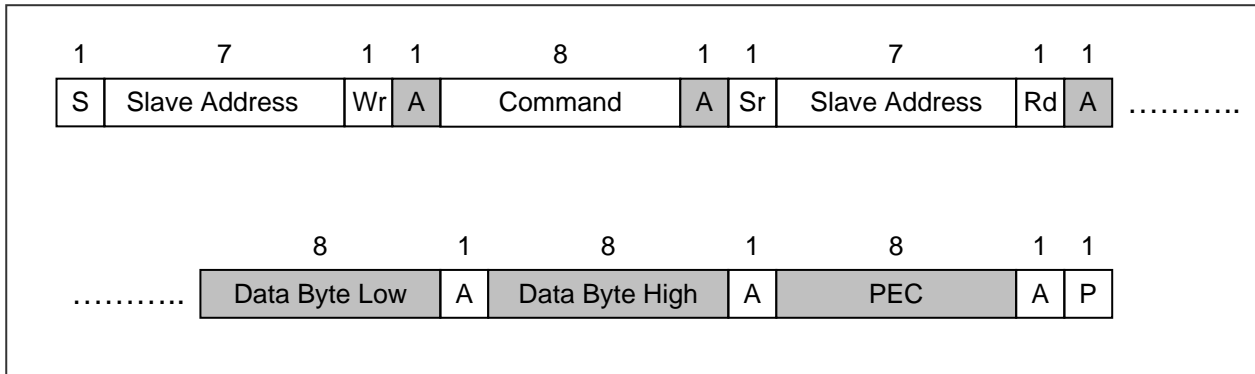 1 7 1 1 8 1 1 7 1 1
S Slave Address Wr A Command A Sr Slave Address Rd A ………..
8 1 8 1 8 1 1
……….. Data Byte Low A Data Byte High A PEC A P